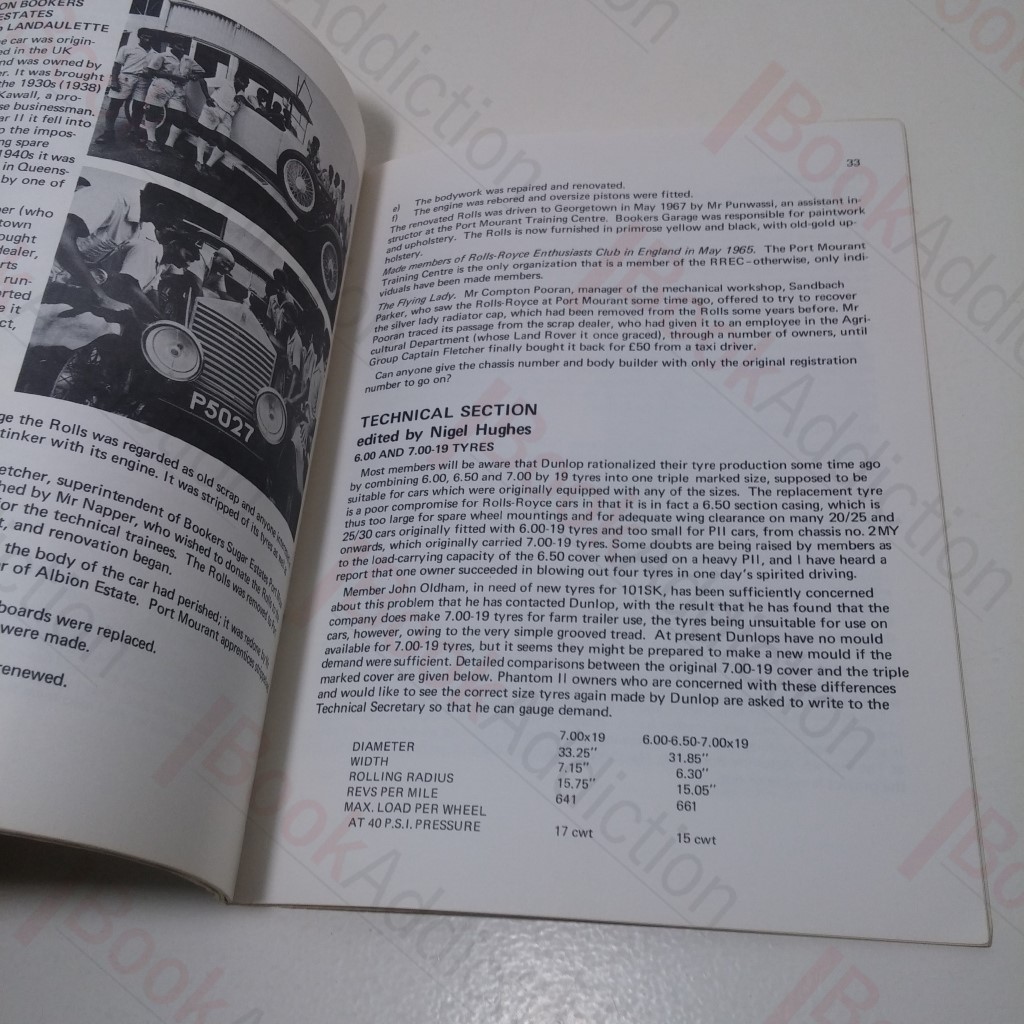 ON BOOKERS
ESTATES
LANDAULETTE
e car was origin-
ed in the UK
nd was owned by
r. It was brought
the 1930s (1938)
Kawall, a pro-
se businessman.
ar II it fell into
o the impos-
ng spare
1940s it was
in Queens-
by one of
er (who
town
ought
dealer,
rts
run-
arted
e it
ct,
P5027
ge the Rolls was regarded as old scrap and anyone
tinker with its engine. It was stripped of its tyres as well
etcher, superintendent of Bookers Sugar Estates Port
hed by Mr Napper, who wished to donate the Rolls to the
for the technical trainees. The Rolls was removed to
t, and renovation began.
the body of the car had perished; it was
er of Albion Estate. Port Mourant apprentices
boards were replaced.
were made.
renewed.
33
e) The bodywork was repaired and renovated.
f) The engine was rebored and oversize pistons were fitted.
The renovated Rolls was driven to Georgetown in May 1967 by Mr Punwassi, an assistant in-
structor at the Port Mourant Training Centre. Bookers Garage was responsible for paintwork
and upholstery. The Rolls is now furnished in primrose yellow and black, with old-gold up-
holstery.
Made members of Rolls-Royce Enthusiasts Club in England in May 1965. The Port Mourant
Training Centre is the only organization that is a member of the RREC–otherwise, only indi-
viduals have been made members.
The Flying Lady. Mr Compton Pooran, manager of the mechanical workshop, Sandbach
Parker, who saw the Rolls-Royce at Port Mourant some time ago, offered to try to recover
the silver lady radiator cap, which had been removed from the Rolls some years before. Mr
Pooran traced its passage from the scrap dealer, who had given it to an employee in the Agri-
cultural Department (whose Land Rover it once graced), through a number of owners, until
Group Captain Fletcher finally bought it back for £50 from a taxi driver.
Can anyone give the chassis number and body builder with only the original registration
number to go on?
TECHNICAL SECTION
edited by Nigel Hughes
6.00 AND 7.00-19 TYRES
Most members will be aware that Dunlop rationalized their tyre production some time ago
by combining 6.00, 6.50 and 7.00 by 19 tyres into one triple marked size, supposed to be
suitable for cars which were originally equipped with any of the sizes. The replacement tyre
is a poor compromise for Rolls-Royce cars in that it is in fact a 6.50 section casing, which is
thus too large for spare wheel mountings and for adequate wing clearance on many 20/25 and
25/30 cars originally fitted with 6.00-19 tyres and too small for PII cars, from chassis no. 2MY
onwards, which originally carried 7.00-19 tyres. Some doubts are being raised by members as
to the load-carrying capacity of the 6.50 cover when used on a heavy PII, and I have heard a
report that one owner succeeded in blowing out four tyres in one day's spirited driving.
Member John Oldham, in need of new tyres for 101SK, has been sufficiently concerned
about this problem that he has contacted Dunlop, with the result that he has found that the
company does make 7.00-19 tyres for farm trailer use, the tyres being unsuitable for use on
cars, however, owing to the very simple grooved tread. At present Dunlops have no mould
available for 7.00-19 tyres, but it seems they might be prepared to make a new mould if the
demand were sufficient. Detailed comparisons between the original 7.00-19 cover and the triple
marked cover are given below. Phantom II owners who are concerned with these differences
and would like to see the correct size tyres again made by Dunlop are asked to write to the
Technical Secretary so that he can gauge demand.
7.00x19 6.00-6.50-7.00x19
DIAMETER 33.25" 31.85"
WIDTH 7.15" 6.30"
ROLLING RADIUS 15.75" 15.05"
REVS PER MILE 641 661
MAX. LOAD PER WHEEL
AT 40 P.S.I. PRESSURE 17 cwt 15 cwt
BookAddiction